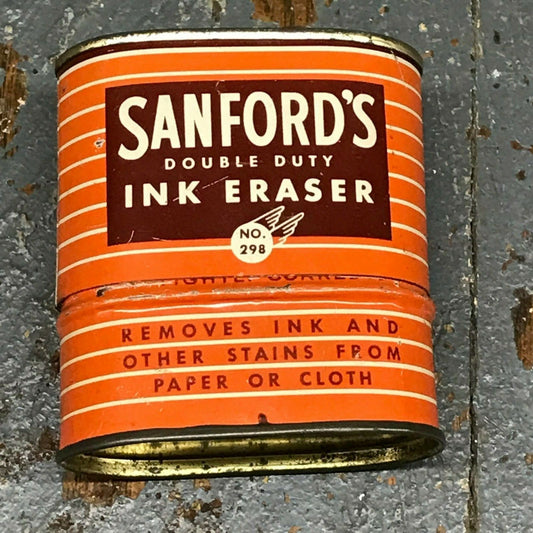 SANFORD'S
DOUBLE DUTY
INK ERASER
NO.
298
REMOVES INK AND
OTHER STAINS FROM
PAPER OR CLOTH